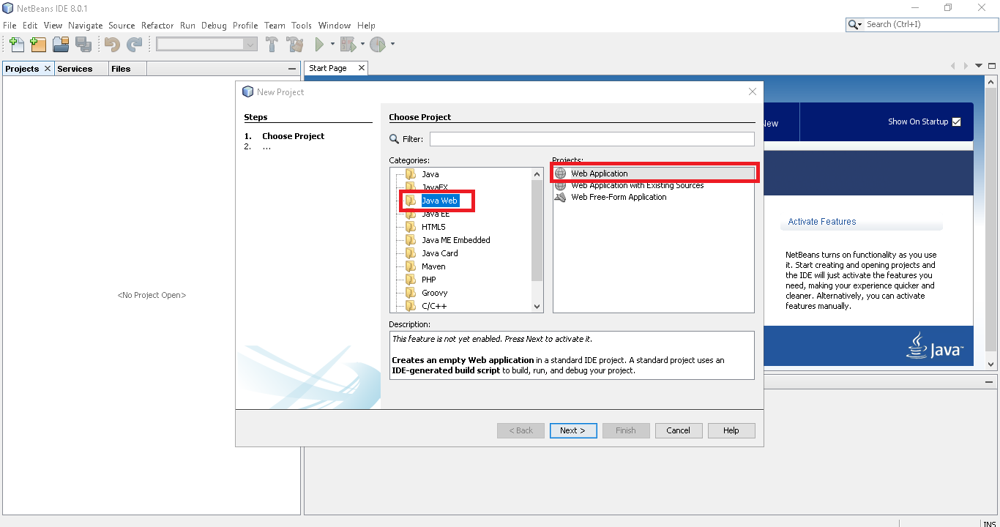 NetBeans IDE 8.0.1
File Edit View Navigate Source Refactor Run Debug Profile Team Tools Window Help
Search (Ctrl+I)
Projects Services Files
Start Page
New
Show On Startup
New Project
Steps
1. Choose Project
2. ...
Choose Project
Filter:
Categories:
Java
JavaFX
Java Web
Java EE
HTML5
Java ME Embedded
Java Card
Maven
PHP
Groovy
C/C++
Projects:
Web Application
Web Application with Existing Sources
Web Free-Form Application
Description:
This feature is not yet enabled. Press Next to activate it.
Creates an empty Web application in a standard IDE project. A standard project uses an
IDE-generated build script to build, run, and debug your project.
< Back Next > Finish Cancel Help
<No Project Open>
Activate Features
NetBeans turns on functionality as you use
it. Start creating and opening projects and
the IDE will just activate the features you
need, making your experience quicker and
cleaner. Alternatively, you can activate
features manually.
Java™
INS